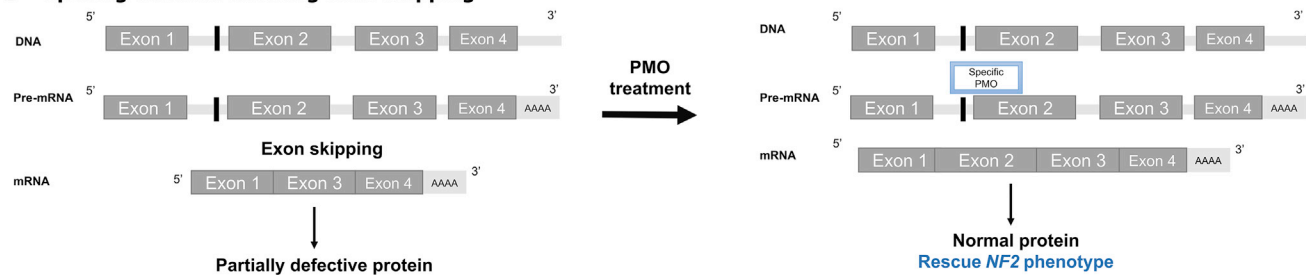 5' 3'
DNA Exon 1 Exon 2 Exon 3 Exon 4
5' 3'
Pre-mRNA Exon 1 Exon 2 Exon 3 Exon 4 AAAA
Exon skipping
mRNA 5' Exon 1 Exon 3 Exon 4 AAAA 3'
Partially defective protein
PMO
treatment
5' 3'
DNA Exon 1 Exon 2 Exon 3 Exon 4
Specific
PMO
5' 3'
Pre-mRNA Exon 1 Exon 2 Exon 3 Exon 4 AAAA
mRNA 5' Exon 1 Exon 2 Exon 3 Exon 4 AAAA 3'
Normal protein
Rescue NF2 phenotype